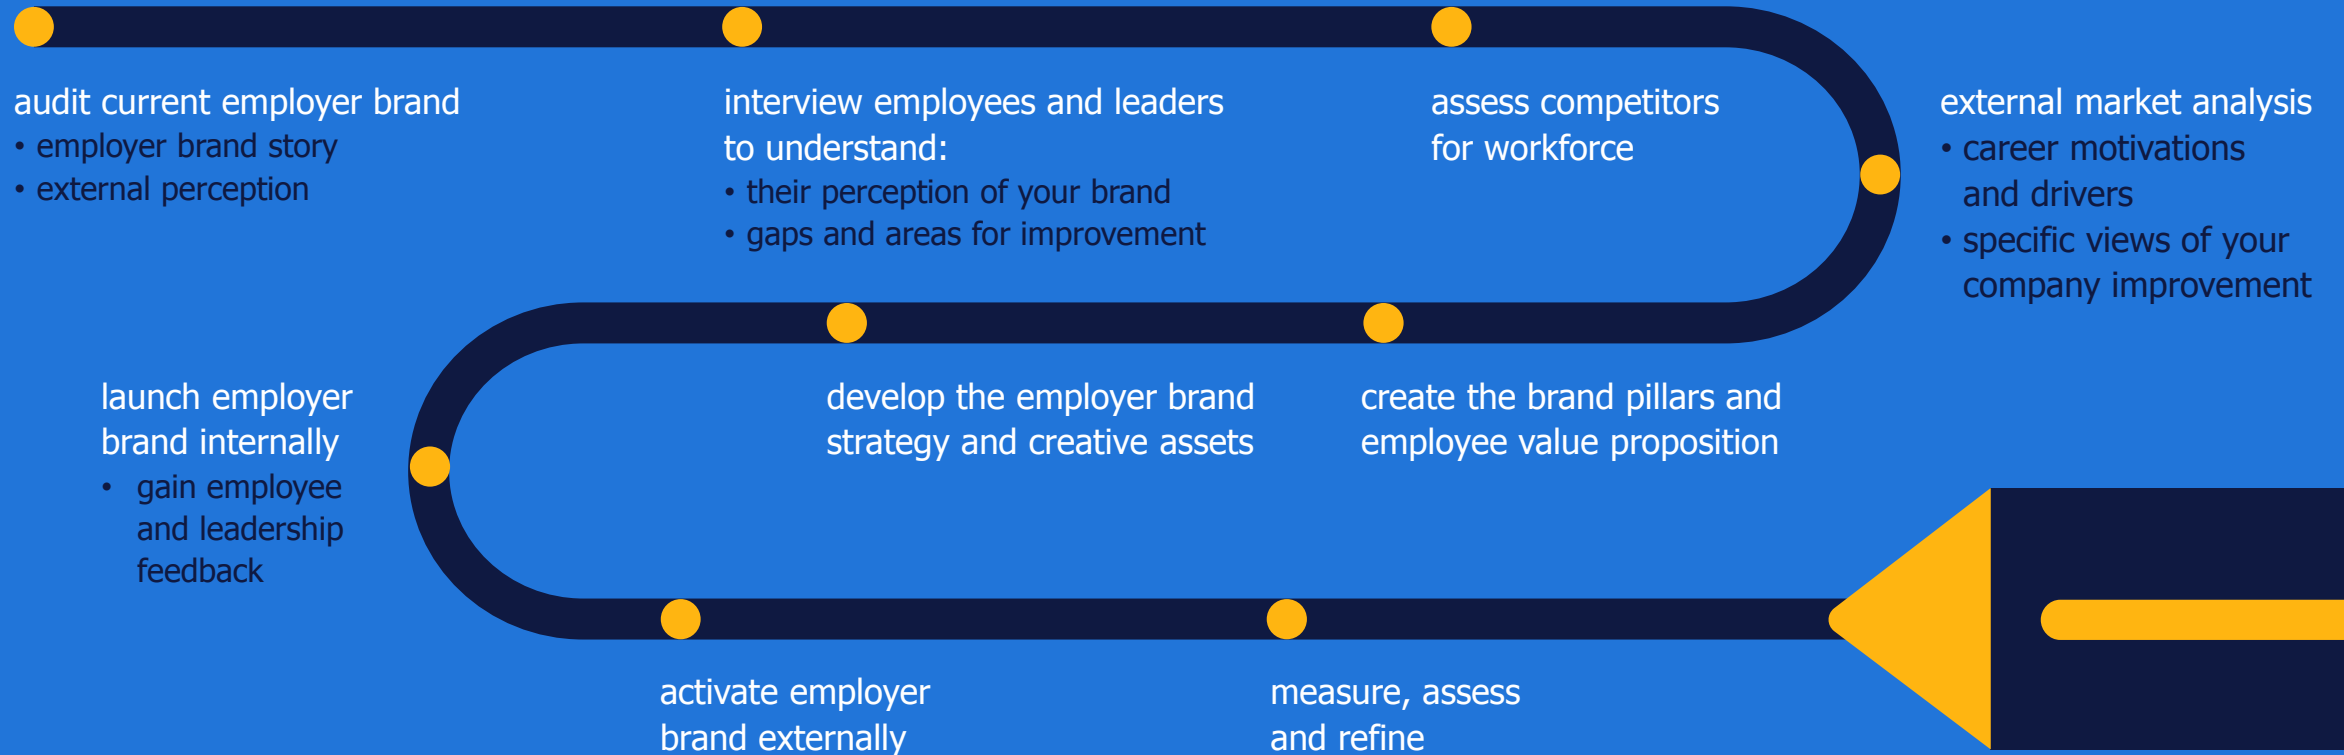 audit current employer brand
• employer brand story
• external perception
interview employees and leaders
to understand:
• their perception of your brand
• gaps and areas for improvement
assess competitors
for workforce
external market analysis
• career motivations
and drivers
• specific views of your
company improvement
create the brand pillars and
employee value proposition
develop the employer brand
strategy and creative assets
launch employer
brand internally
• gain employee
and leadership
feedback
activate employer
brand externally
measure, assess
and refine